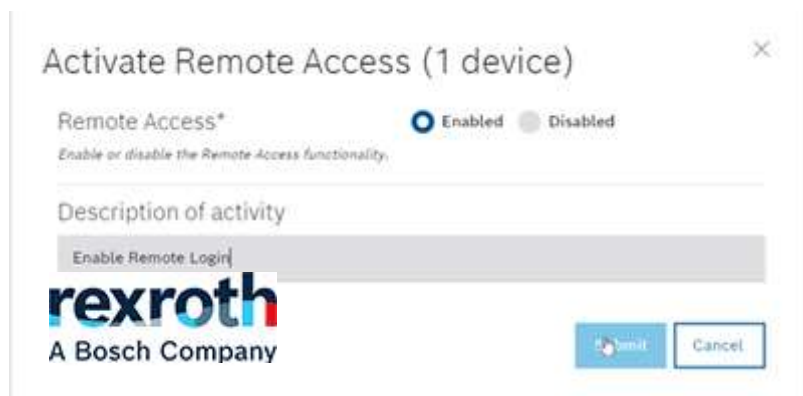 Activate Remote Access (1 device)
Remote Access*
Enabled
Disabled
Enable or disable the Remote Access functionality.
Description of activity
Enable Remote Login
rexroth
A Bosch Company
Submit
Cancel